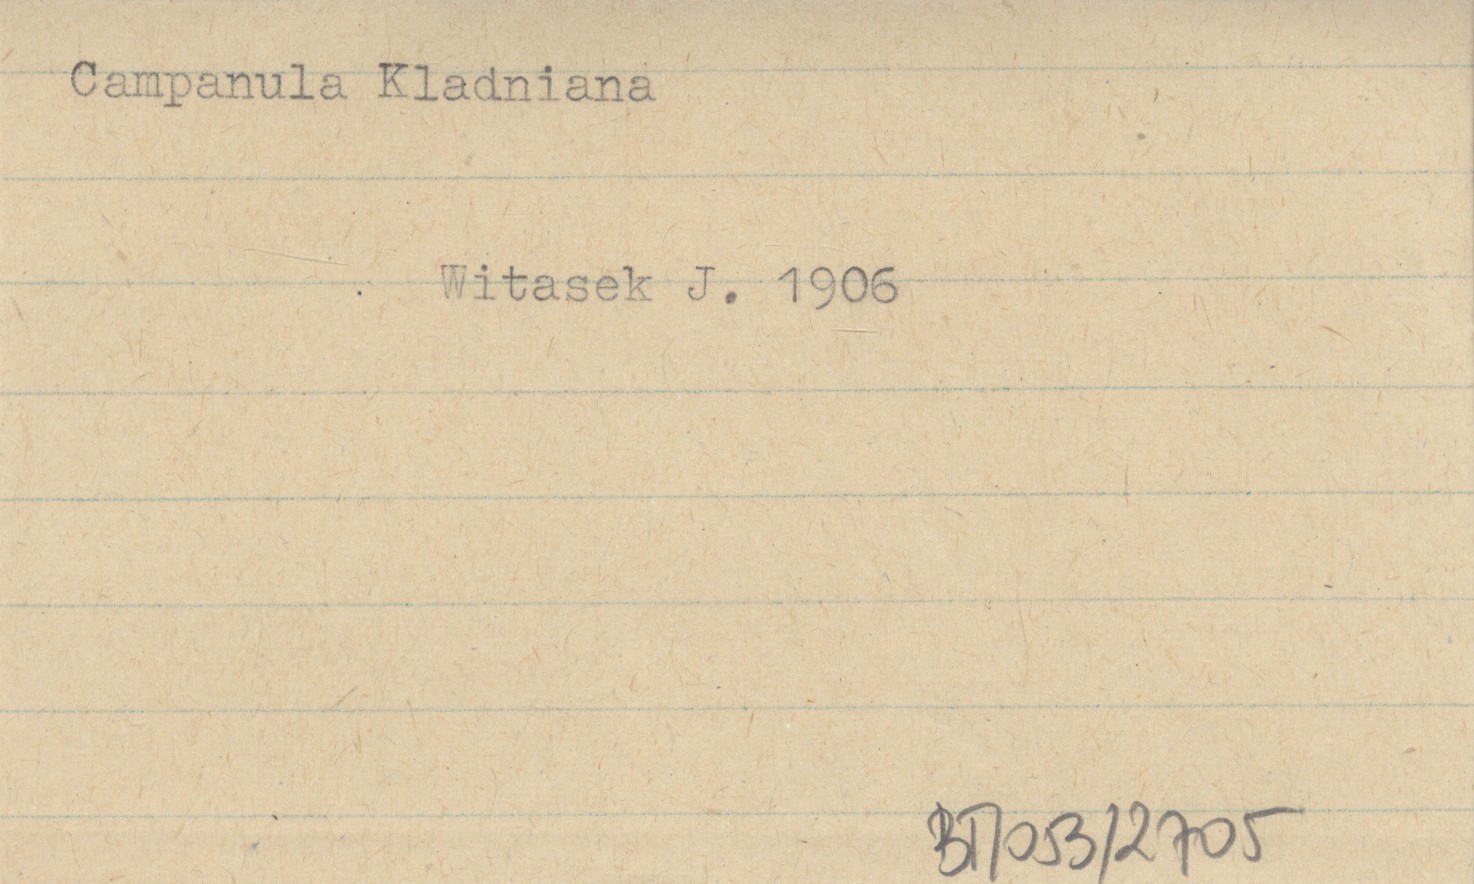 Campanula Kladniana
Witasek J. 1906
BT/053/2705